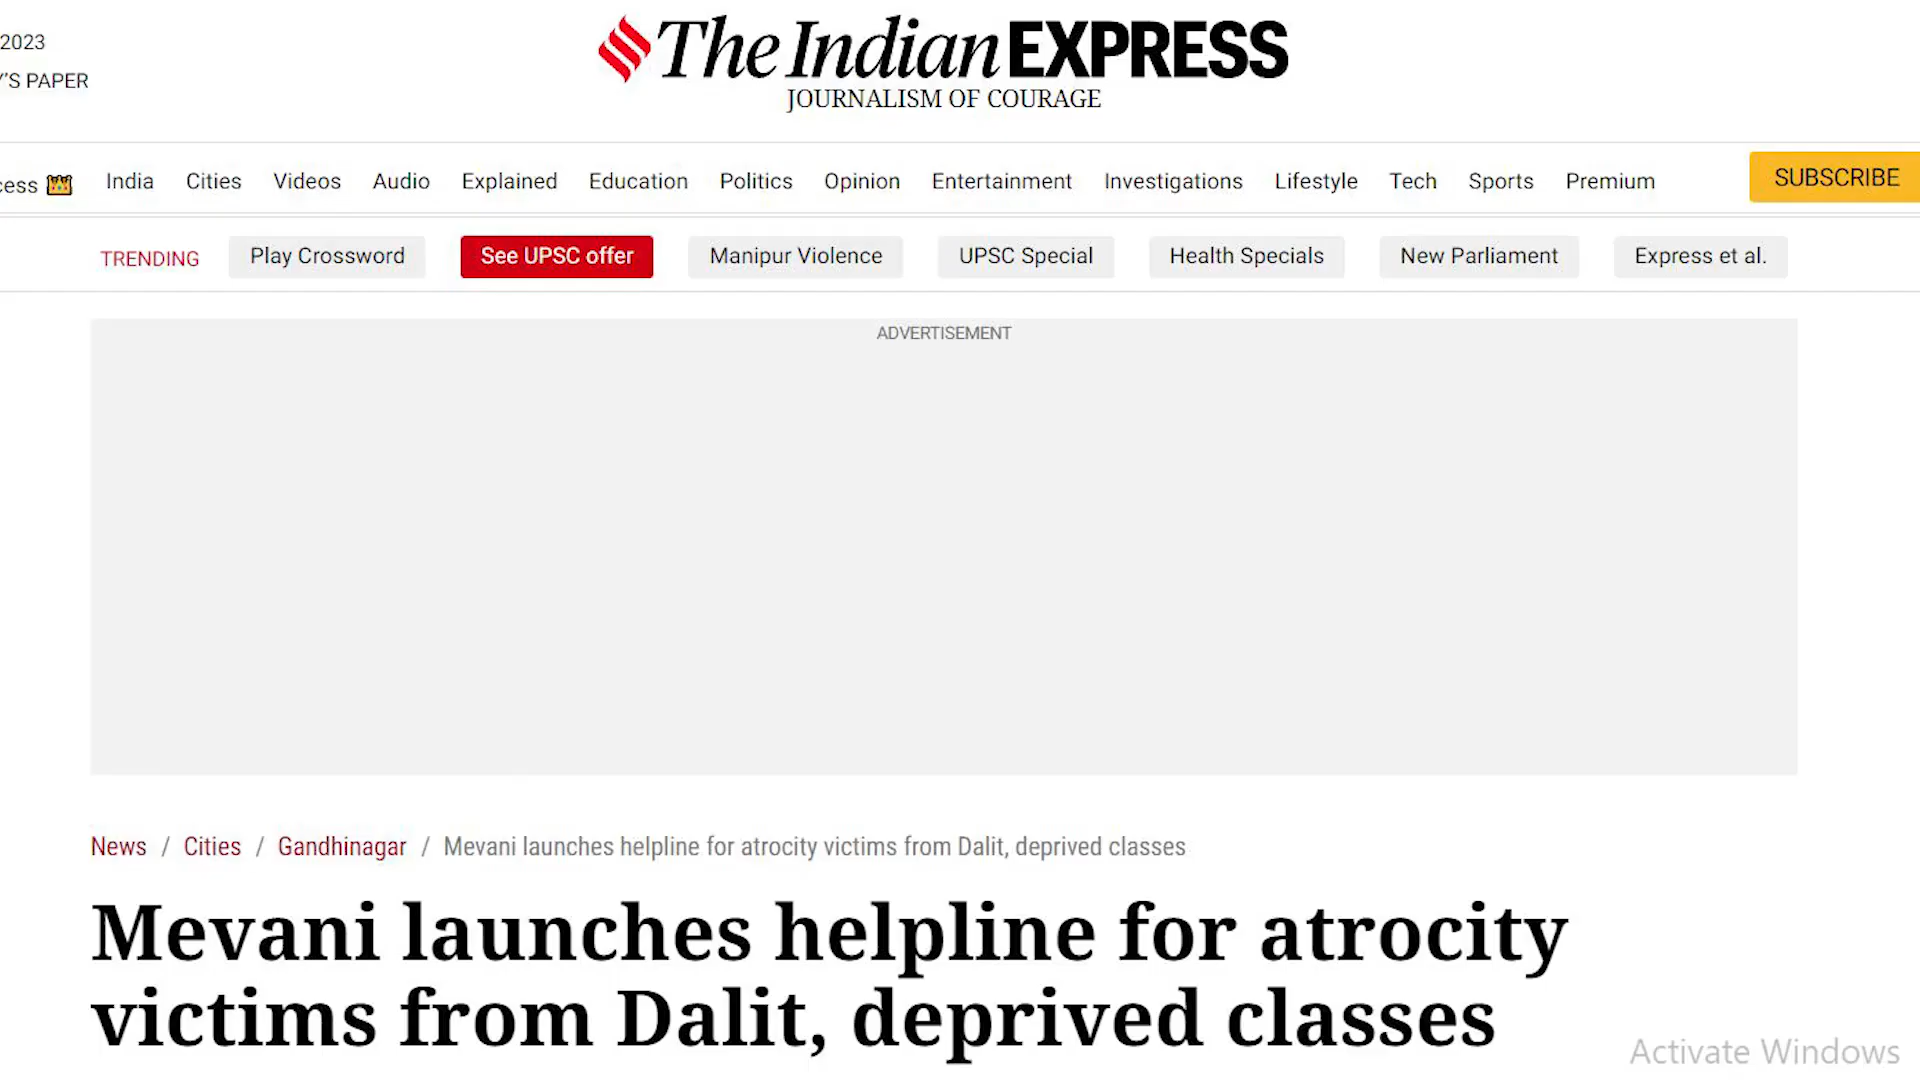 2023
'S PAPER
The Indian EXPRESS
JOURNALISM OF COURAGE
cess India Cities Videos Audio Explained Education Politics Opinion Entertainment Investigations Lifestyle Tech Sports Premium SUBSCRIBE
TRENDING Play Crossword See UPSC offer Manipur Violence UPSC Special Health Specials New Parliament Express et al.
ADVERTISEMENT
News / Cities / Gandhinagar / Mevani launches helpline for atrocity victims from Dalit, deprived classes
Mevani launches helpline for atrocity
victims from Dalit, deprived classes
Activate Windows